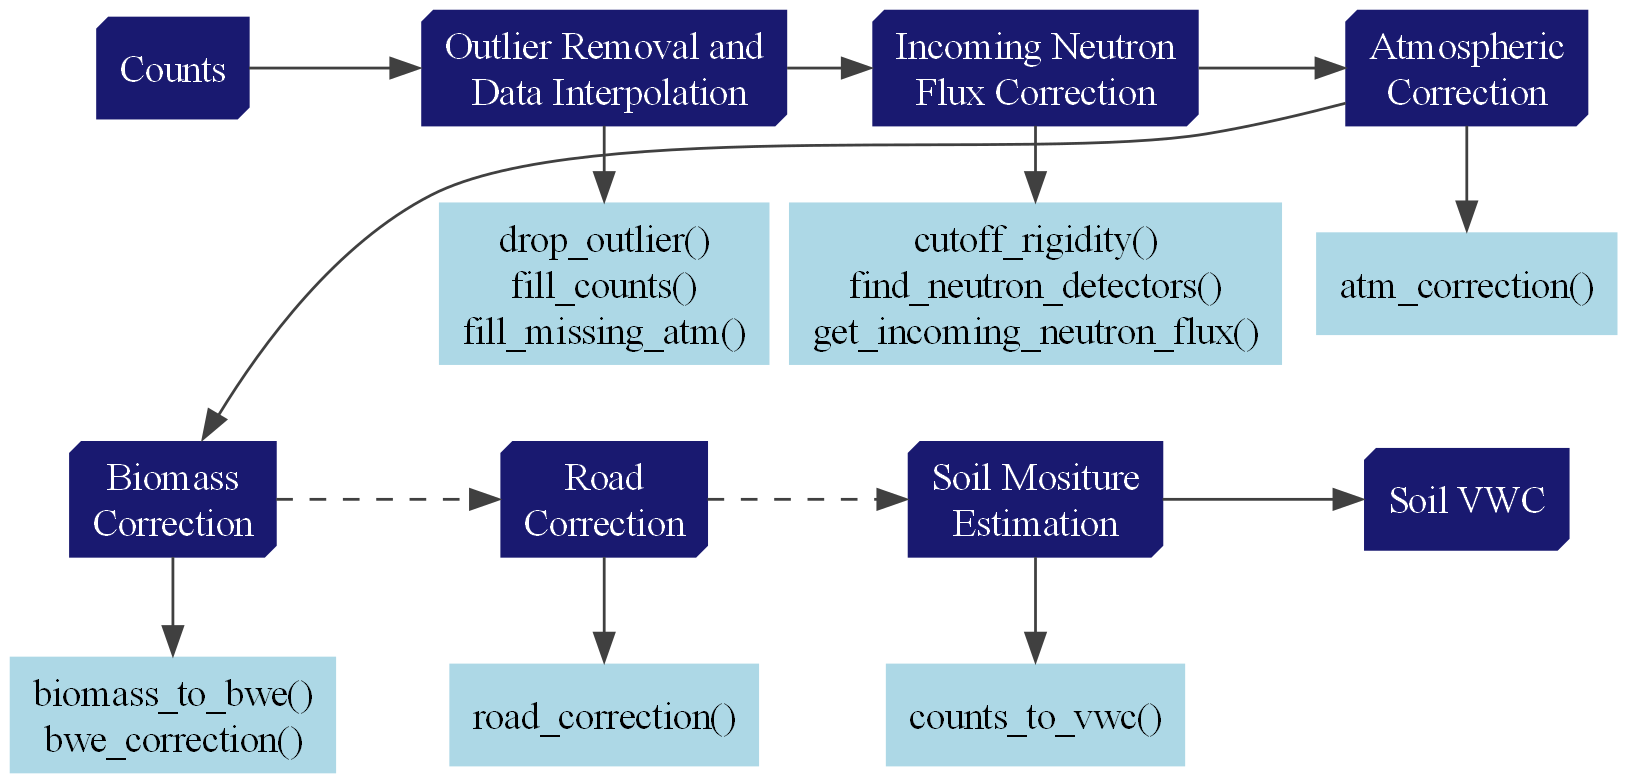 Counts
Outlier Removal and
Data Interpolation
Incoming Neutron
Flux Correction
Atmospheric
Correction
drop_outlier()
fill_counts()
fill_missing_atm()
cutoff_rigidity()
find_neutron_detectors()
get_incoming_neutron_flux()
atm_correction()
Biomass
Correction
Road
Correction
Soil Mositure
Estimation
Soil VWC
biomass_to_bwe()
bwe_correction()
road_correction()
counts_to_vwc()